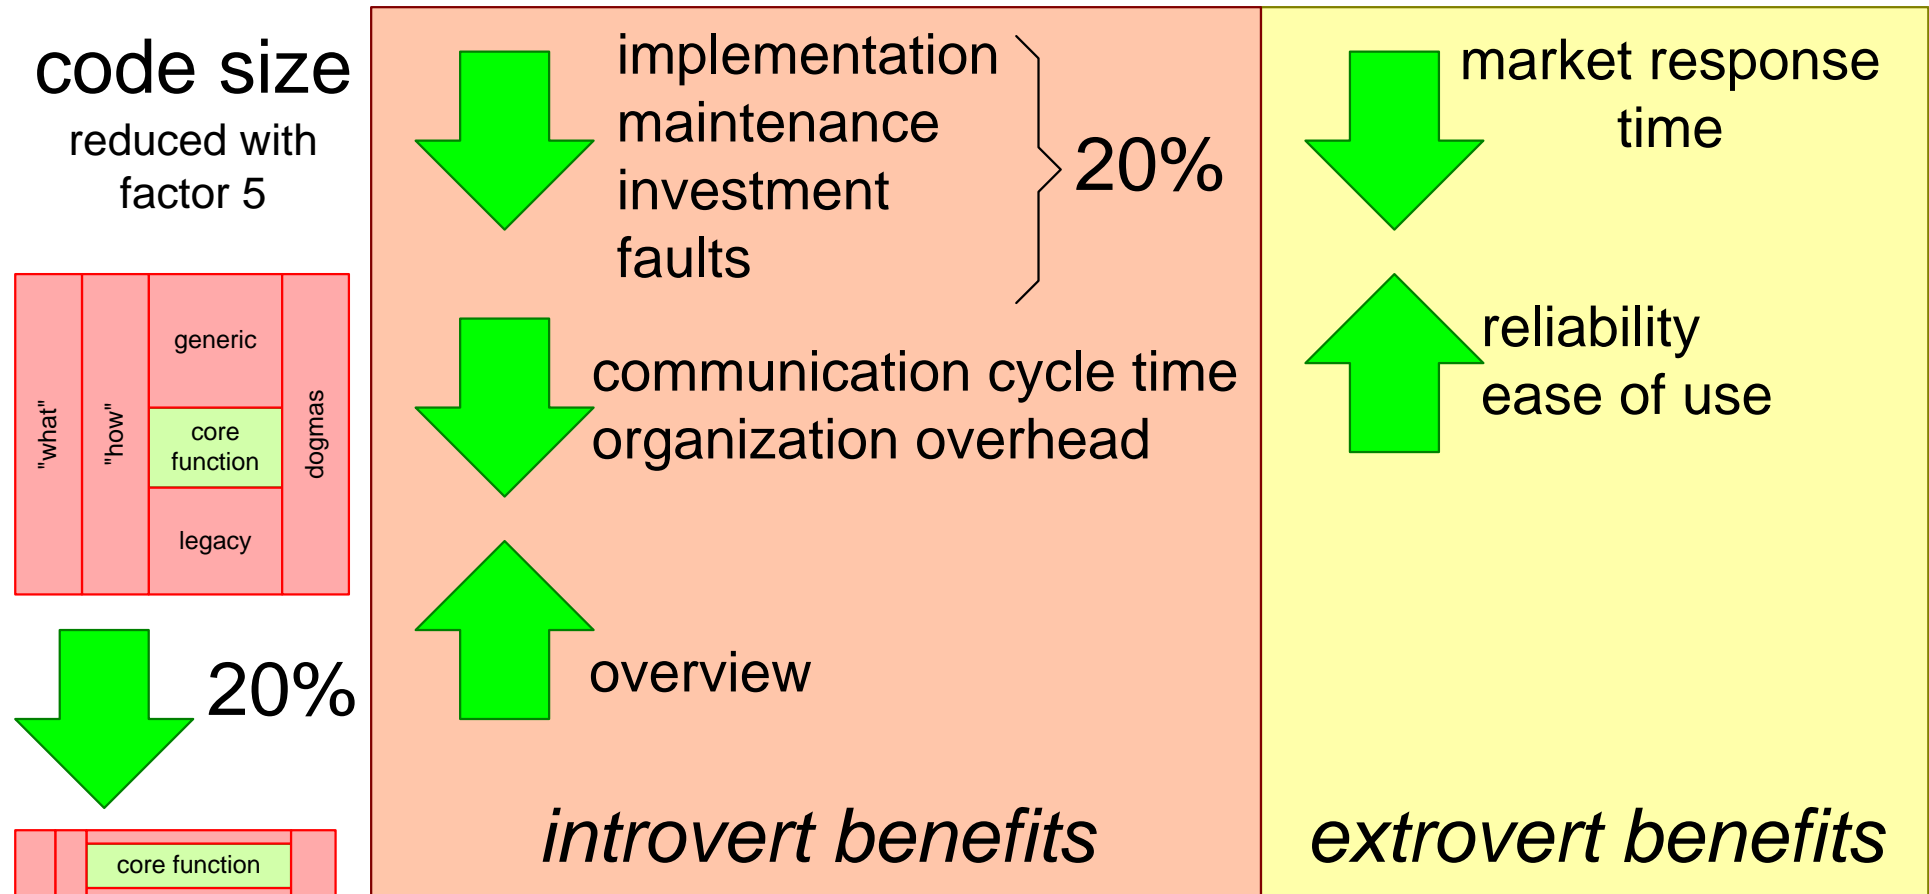 code size
reduced with
factor 5
"what"
"how"
generic
core
function
legacy
dogmas
20%
core function
implementation
maintenance
investment
faults
20%
communication cycle time
organization overhead
overview
introvert benefits
market response
time
reliability
ease of use
extrovert benefits